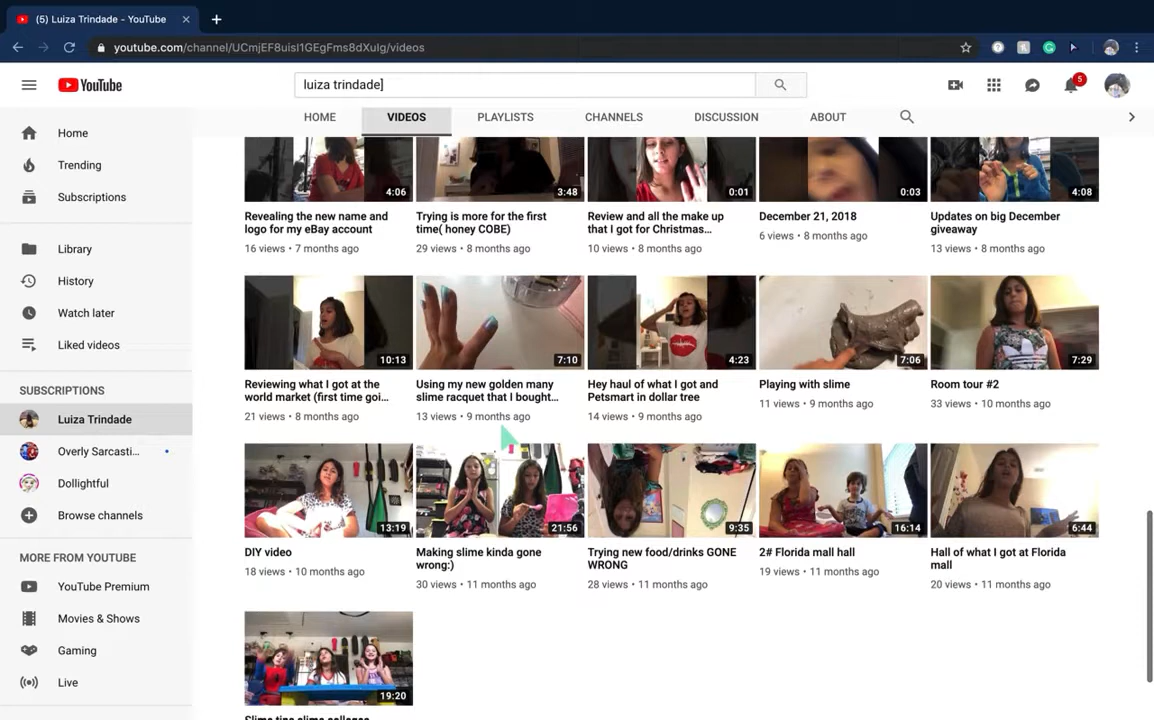 (5) Luiza Trindade - YouTube
youtube.com/channel/UCmjEF8uisI1GEgFms8dXuIg/videos
YouTube
luiza trindade]
5
HOME
VIDEOS
PLAYLISTS
CHANNELS
DISCUSSION
ABOUT
Home
Trending
Subscriptions
Library
History
Watch later
Liked videos
SUBSCRIPTIONS
Luiza Trindade
Overly Sarcasti...
Dollightful
Browse channels
MORE FROM YOUTUBE
YouTube Premium
Movies & Shows
Gaming
Live
4:06
Revealing the new name and
logo for my eBay account
16 views • 7 months ago
3:48
Trying is more for the first
time( honey COBE)
29 views • 8 months ago
0:01
Review and all the make up
that I got for Christmas...
10 views • 8 months ago
0:03
December 21, 2018
6 views • 8 months ago
4:08
Updates on big December
giveaway
13 views • 8 months ago
10:13
Reviewing what I got at the
world market (first time goi...
21 views • 8 months ago
7:10
Using my new golden many
slime racquet that I bought...
13 views • 9 months ago
4:23
Hey haul of what I got and
Petsmart in dollar tree
14 views • 9 months ago
7:06
Playing with slime
11 views • 9 months ago
7:29
Room tour #2
33 views • 10 months ago
13:19
DIY video
18 views • 10 months ago
21:56
Making slime kinda gone
wrong:)
30 views • 11 months ago
9:35
Trying new food/drinks GONE
WRONG
28 views • 11 months ago
16:14
2# Florida mall hall
19 views • 11 months ago
6:44
Hall of what I got at Florida
mall
20 views • 11 months ago
19:20